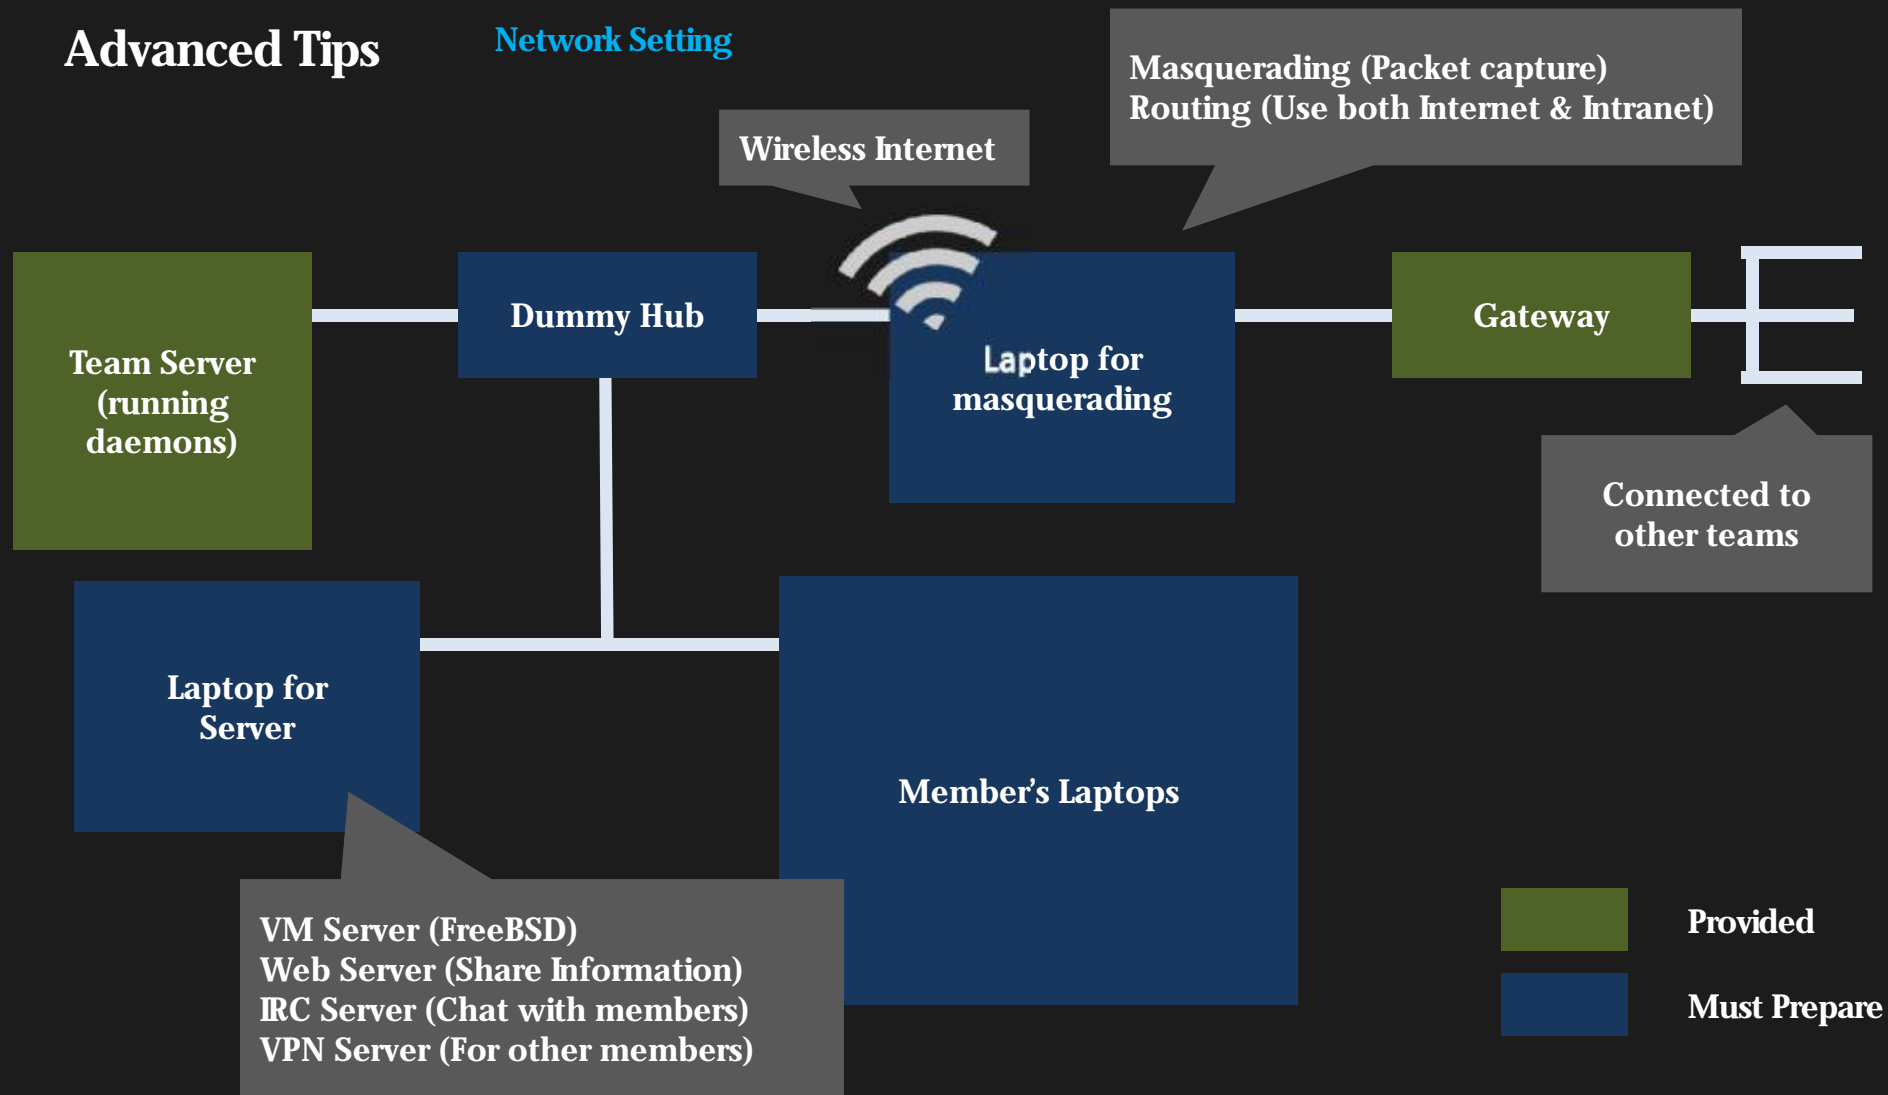 Advanced Tips
Network Setting
Masquerading (Packet capture)
Routing (Use both Internet & Intranet)
Wireless Internet
Team Server
(running
daemons)
Dummy Hub
Laptop for
masquerading
Gateway
Connected to
other teams
Laptop for
Server
Member’s Laptops
VM Server (FreeBSD)
Web Server (Share Information)
IRC Server (Chat with members)
VPN Server (For other members)
Provided
Must Prepare